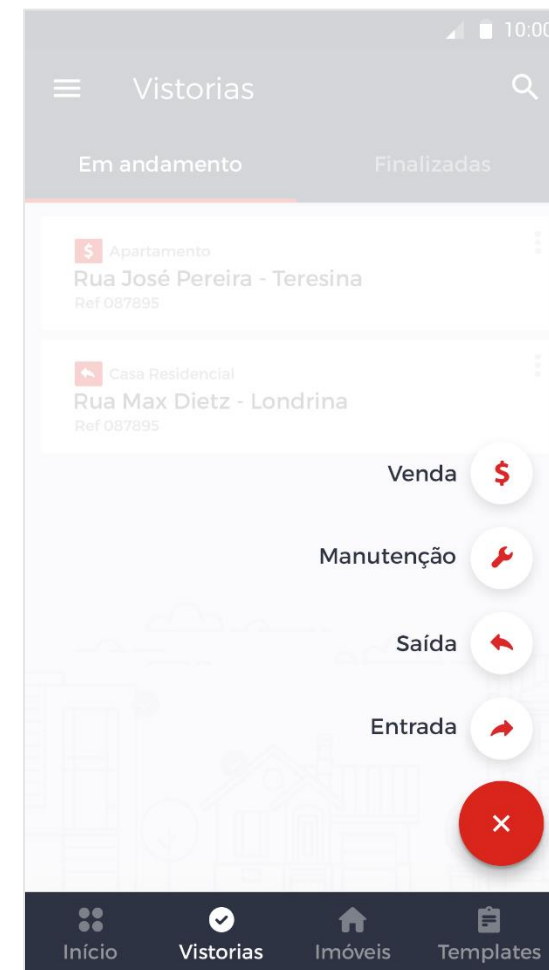 10:00
Vistorias
Em andamento Finalizadas
$ Apartamento
Rua José Pereira - Teresina
Ref 087895
Casa Residencial
Rua Max Dietz - Londrina
Ref 087895
Venda $
Manutenção
Saída
Entrada
Início Vistorias Imóveis Templates